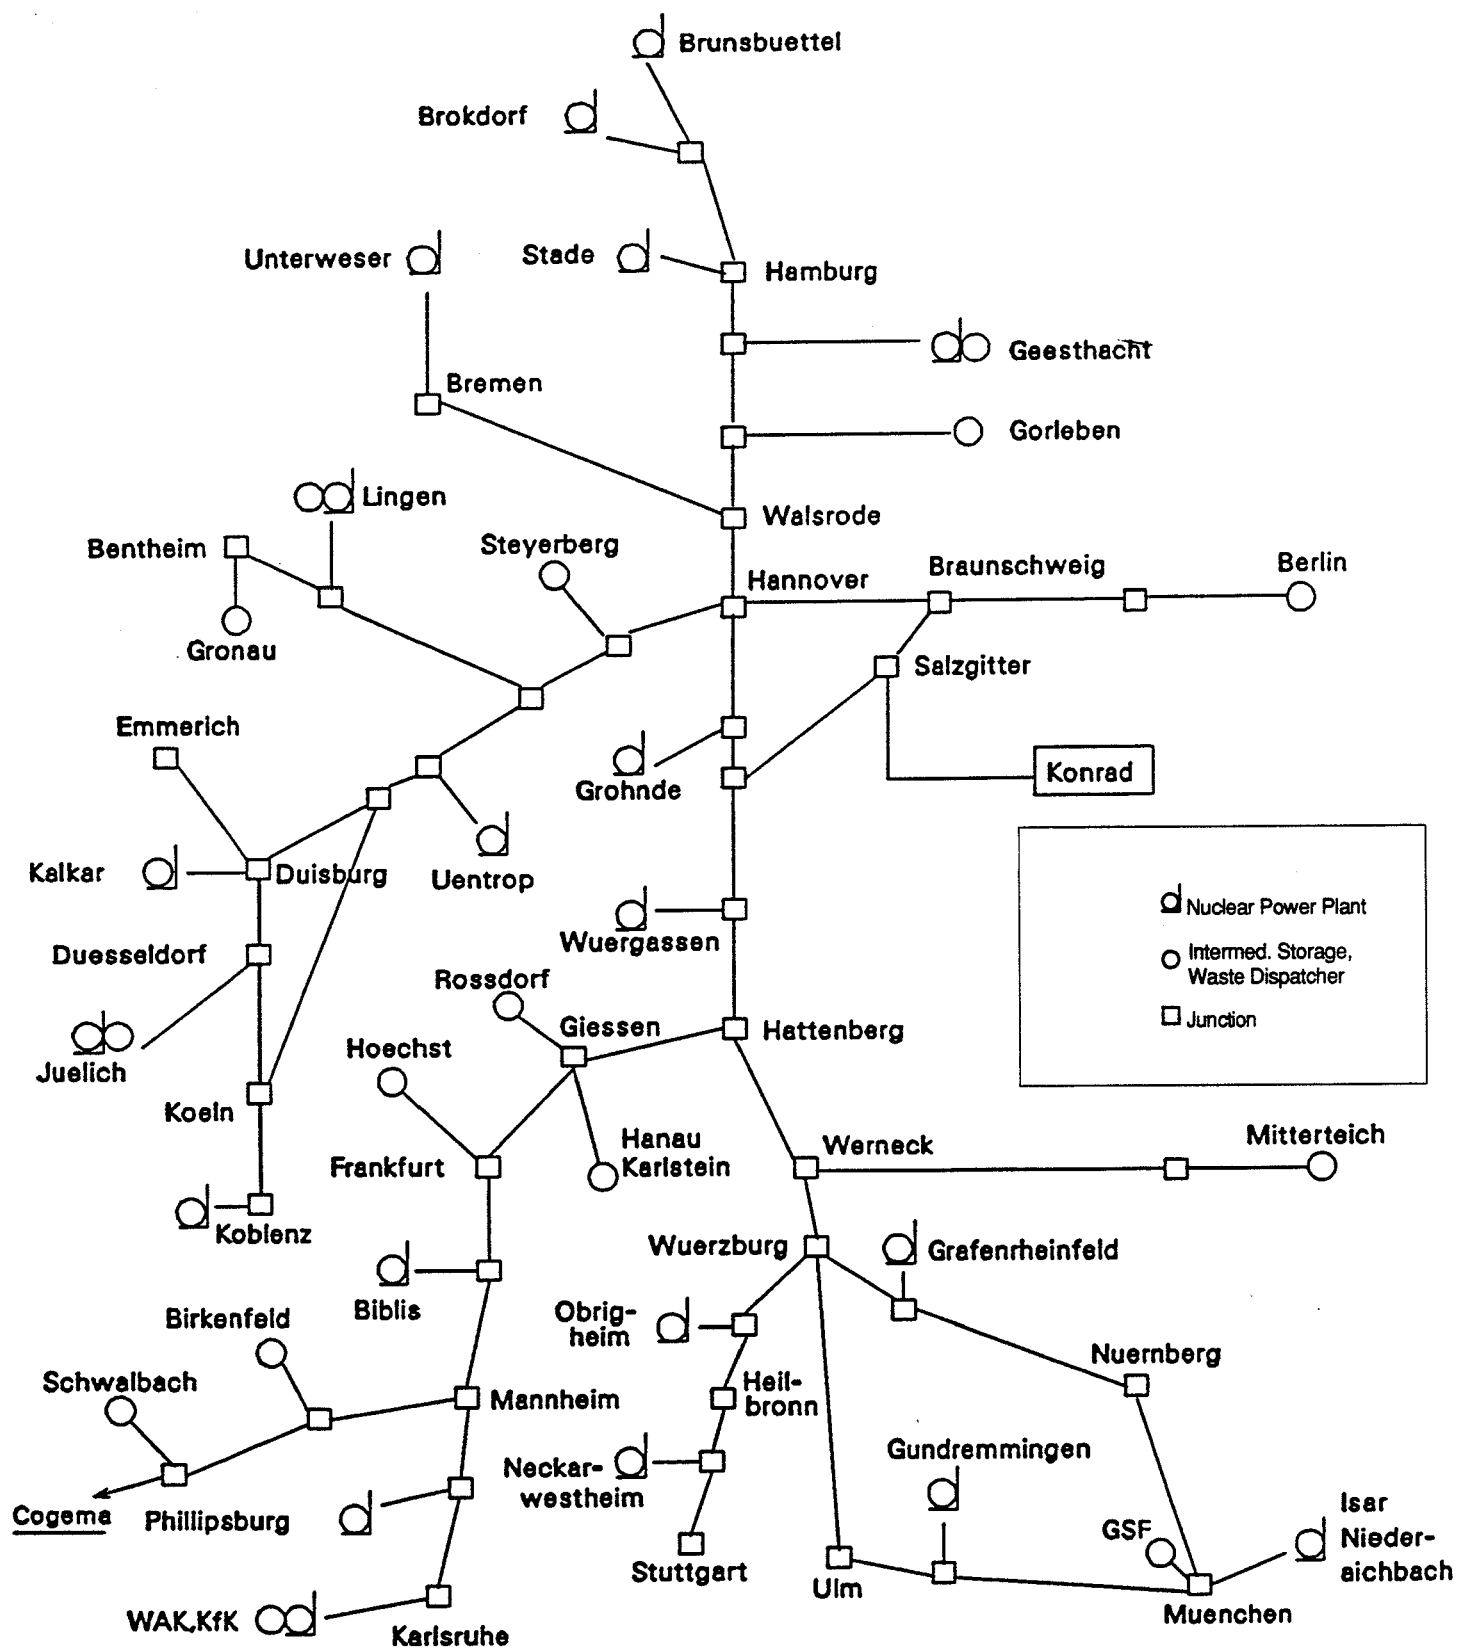 Brunsbuettel
Brokdorf
Unterweser
Stade
Hamburg
Geesthacht
Bremen
Gorleben
Lingen
Walsrode
Bentheim
Steyerberg
Hannover
Braunschweig
Berlin
Gronau
Salzgitter
Emmerich
Grohnde
Konrad
Kalkar
Duisburg
Uentrop
Nuclear Power Plant
Wuergassen
Duesseldorf
Intermed. Storage,
Waste Dispatcher
Rossdorf
Junction
Giessen
Hattenberg
Hoechst
Juelich
Koeln
Hanau
Karlstein
Werneck
Mitterteich
Frankfurt
Koblenz
Wuerzburg
Grafenrheinfeld
Biblis
Obrig-
heim
Birkenfeld
Nuernberg
Schwalbach
Mannheim
Heil-
bronn
Gundremmingen
Neckar-
westheim
Cogema
Phillipsburg
GSF
Isar
Nieder-
aichbach
Stuttgart
Ulm
Muenchen
WAK,KfK
Karlsruhe